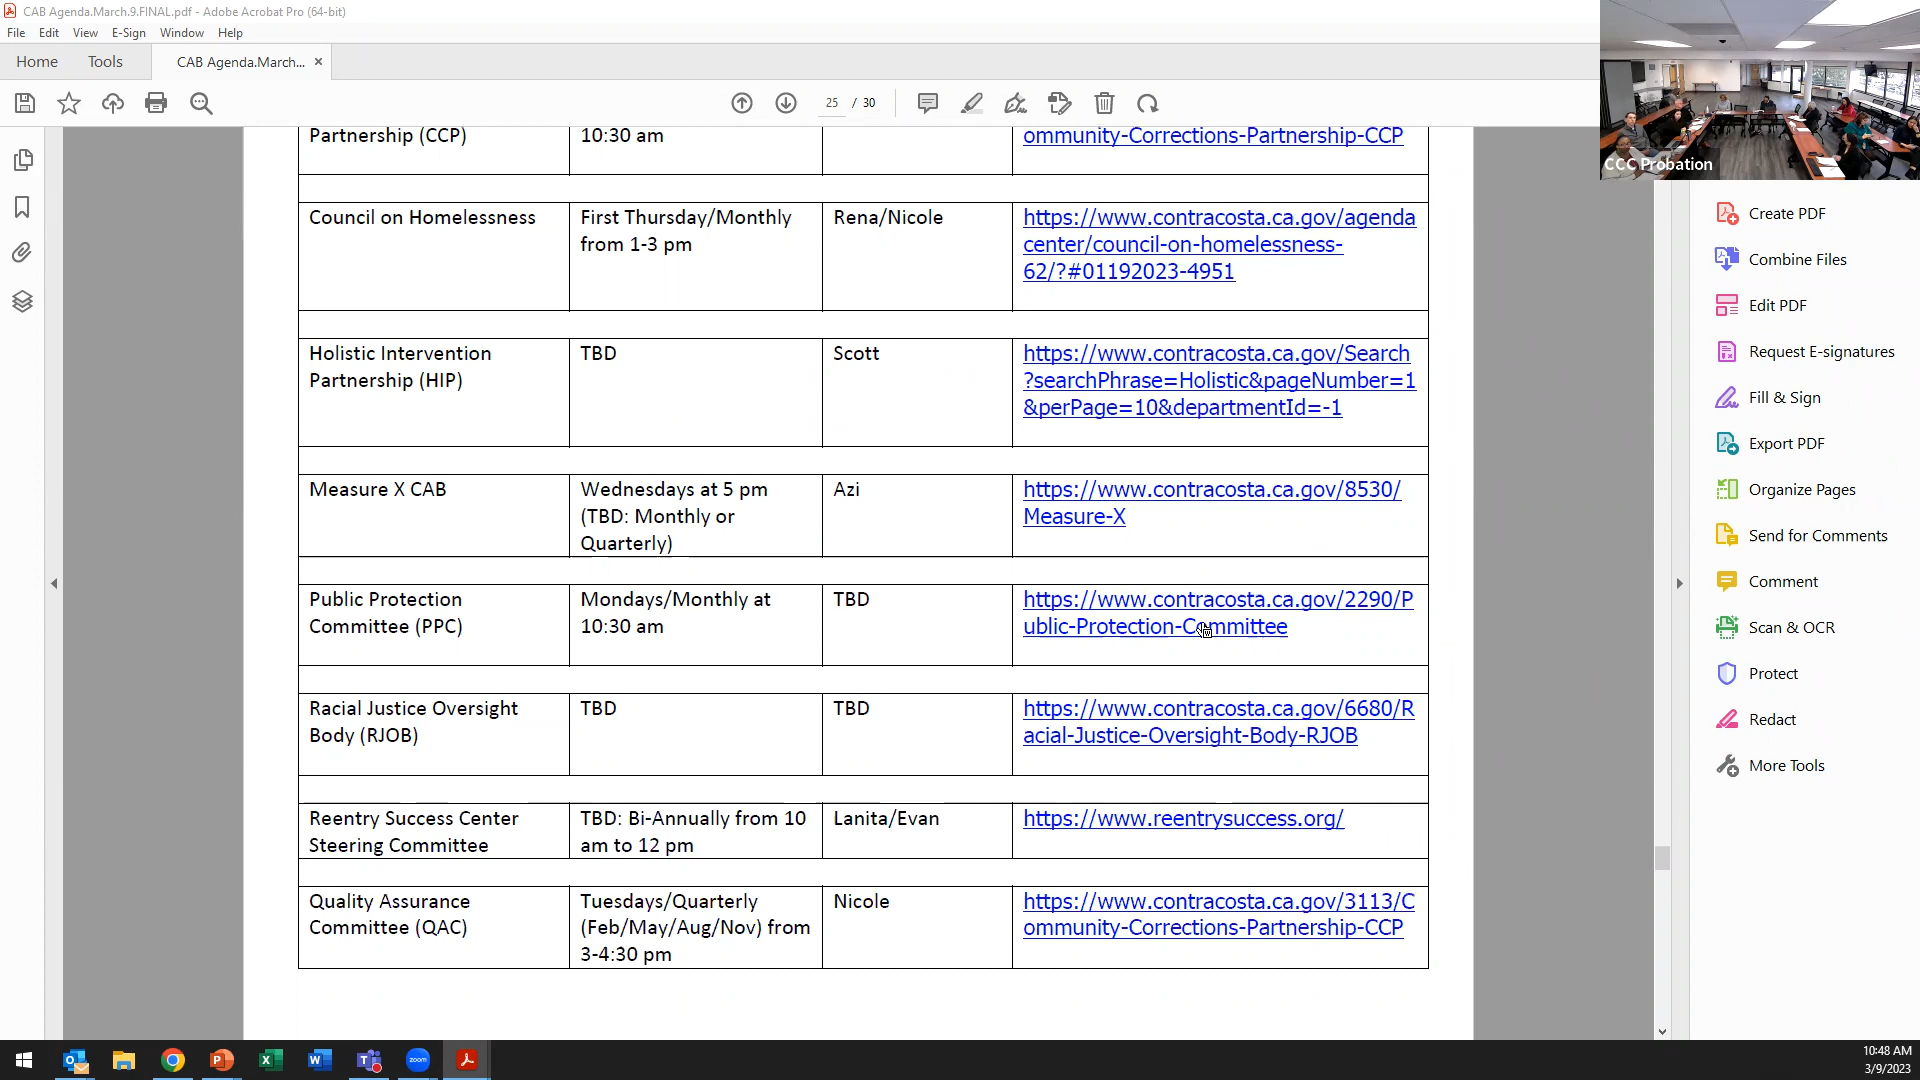 CAB Agenda.March.9.FINAL.pdf - Adobe Acrobat Pro (64-bit)
File Edit View E-Sign Window Help
Home Tools CAB Agenda.March... ×
25 / 30
CCC Probation
Partnership (CCP)
10:30 am
ommunity-Corrections-Partnership-CCP
Council on Homelessness
First Thursday/Monthly
from 1-3 pm
Rena/Nicole
https://www.contracosta.ca.gov/agenda
center/council-on-homelessness-
62/?#01192023-4951
Holistic Intervention
Partnership (HIP)
TBD
Scott
https://www.contracosta.ca.gov/Search
?searchPhrase=Holistic&pageNumber=1
&perPage=10&departmentId=-1
Measure X CAB
Wednesdays at 5 pm
(TBD: Monthly or
Quarterly)
Azi
https://www.contracosta.ca.gov/8530/
Measure-X
Public Protection
Committee (PPC)
Mondays/Monthly at
10:30 am
TBD
https://www.contracosta.ca.gov/2290/P
ublic-Protection-Committee
Racial Justice Oversight
Body (RJOB)
TBD
TBD
https://www.contracosta.ca.gov/6680/R
acial-Justice-Oversight-Body-RJOB
Reentry Success Center
Steering Committee
TBD: Bi-Annually from 10
am to 12 pm
Lanita/Evan
https://www.reentrysuccess.org/
Quality Assurance
Committee (QAC)
Tuesdays/Quarterly
(Feb/May/Aug/Nov) from
3-4:30 pm
Nicole
https://www.contracosta.ca.gov/3113/C
ommunity-Corrections-Partnership-CCP
Create PDF
Combine Files
Edit PDF
Request E-signatures
Fill & Sign
Export PDF
Organize Pages
Send for Comments
Comment
Scan & OCR
Protect
Redact
More Tools
zoom
10:48 AM
3/9/2023